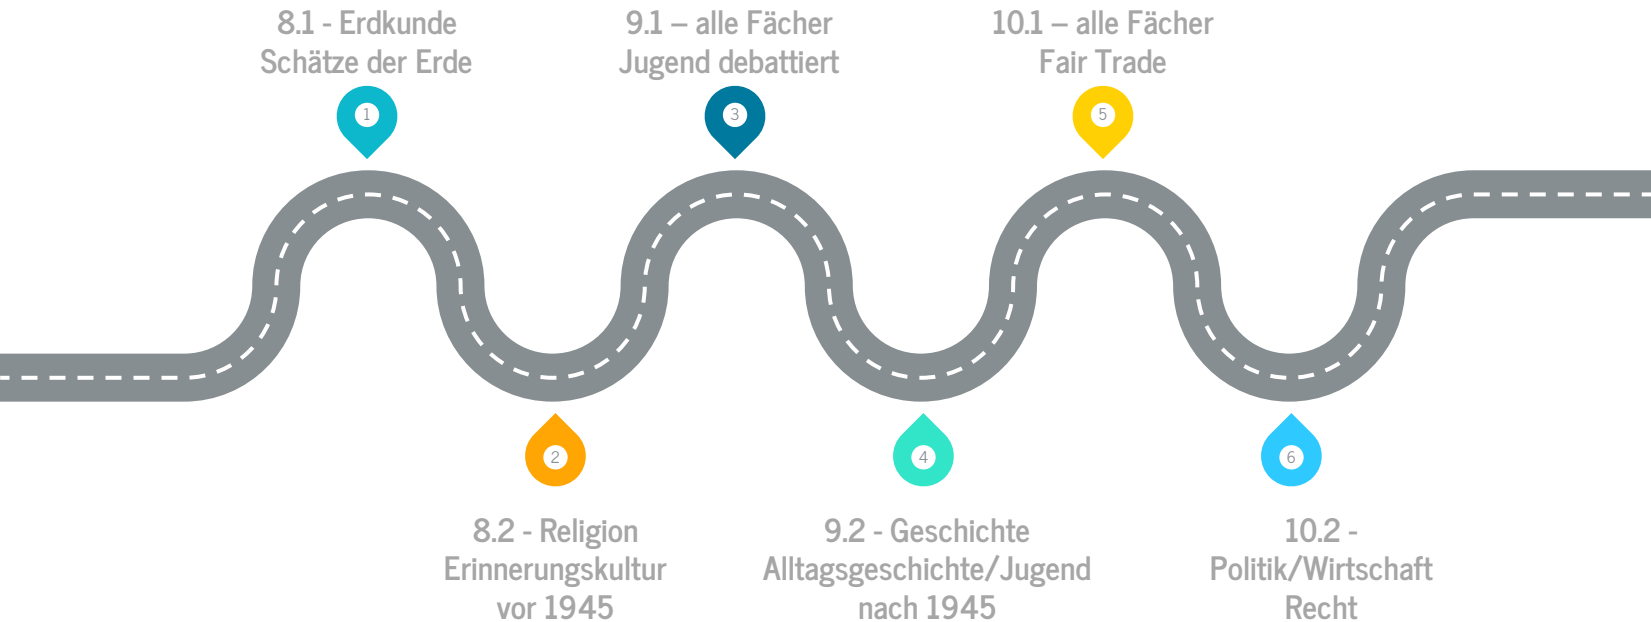 8.1 - Erdkunde
Schätze der Erde
1
9.1 – alle Fächer
Jugend debattiert
3
10.1 – alle Fächer
Fair Trade
5
2
8.2 - Religion
Erinnerungskultur
vor 1945
4
9.2 - Geschichte
Alltagsgeschichte/Jugend
nach 1945
6
10.2 -
Politik/Wirtschaft
Recht